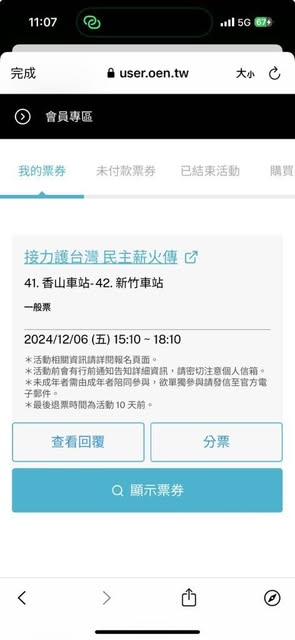 11:07
5G
67
完成
user.oen.tw
大小
會員專區
我的票券 未付款票券 已結束活動 購買
接力護台灣 民主薪火傳
41. 香山車站-42. 新竹車站
一般票
2024/12/06 (五) 15:10 ~ 18:10
＊活動相關資訊請詳閱報名頁面。
＊活動前會有行前通知告知詳細資訊，請密切注意個人信箱。
＊未成年者需由成年者陪同參與，欲單獨參與請發信至官方電
子郵件。
＊最後退票時間為活動 10 天前。
查看回覆 分票
顯示票券